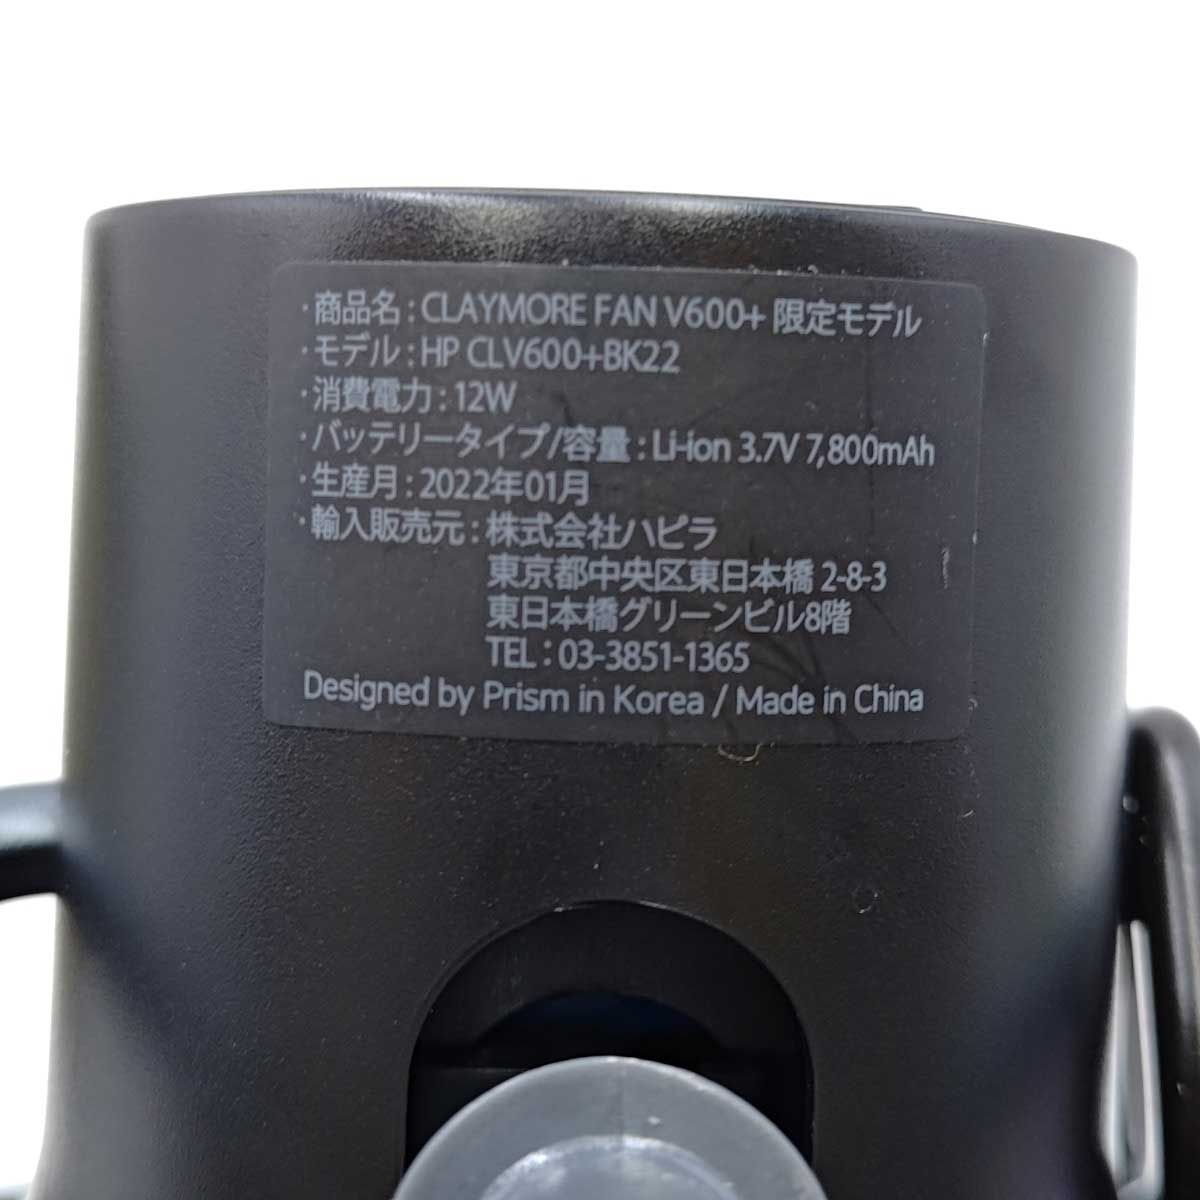 ・商品名 : CLAYMORE FAN V600+ 限定モデル
・モデル : HP CLV600+BK22
・消費電力 : 12W
・バッテリータイプ/容量 : Li-ion 3.7V 7,800mAh
・生産月 : 2022年01月
・輸入販売元 : 株式会社ハピラ
東京都中央区東日本橋 2-8-3
東日本橋グリーンビル8階
TEL : 03-3851-1365
Designed by Prism in Korea / Made in China